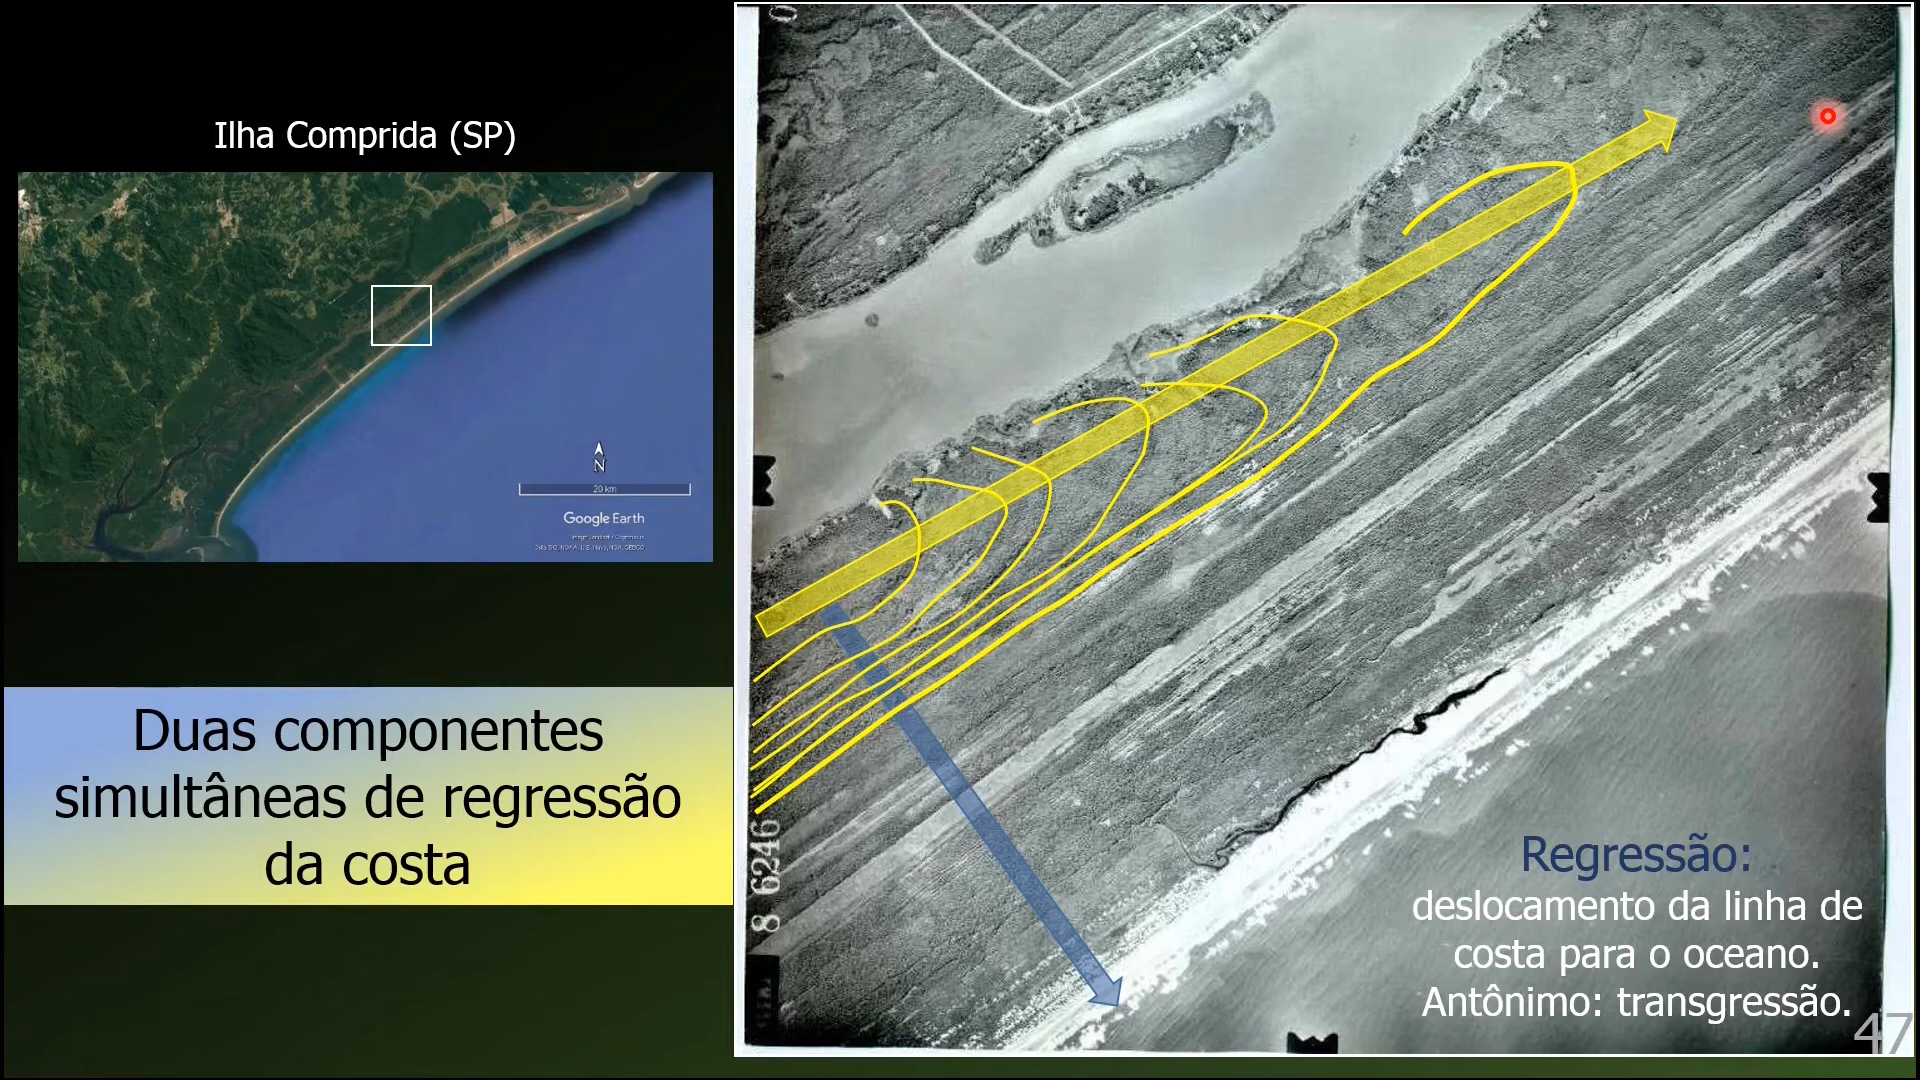 Ilha Comprida (SP)
N
20 km
Google Earth
Duas componentes
simultâneas de regressão
da costa
8 6246
Regressão:
deslocamento da linha de
costa para o oceano.
Antônimo: transgressão.
47